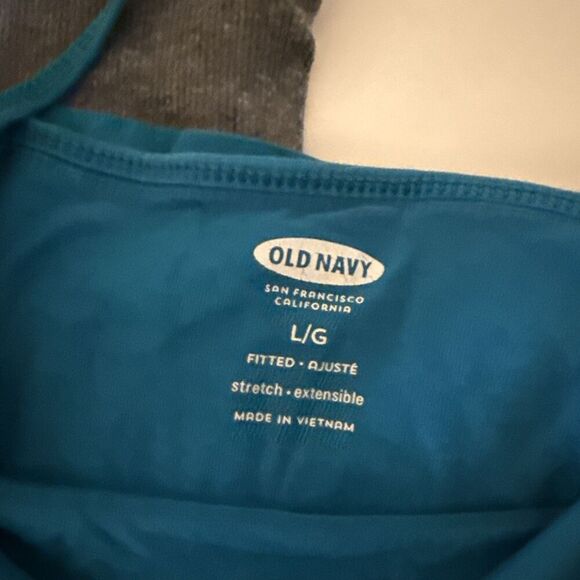 OLD NAVY
SAN FRANCISCO
CALIFORNIA
L/G
FITTED • AJUSTÉ
stretch • extensible
MADE IN VIETNAM